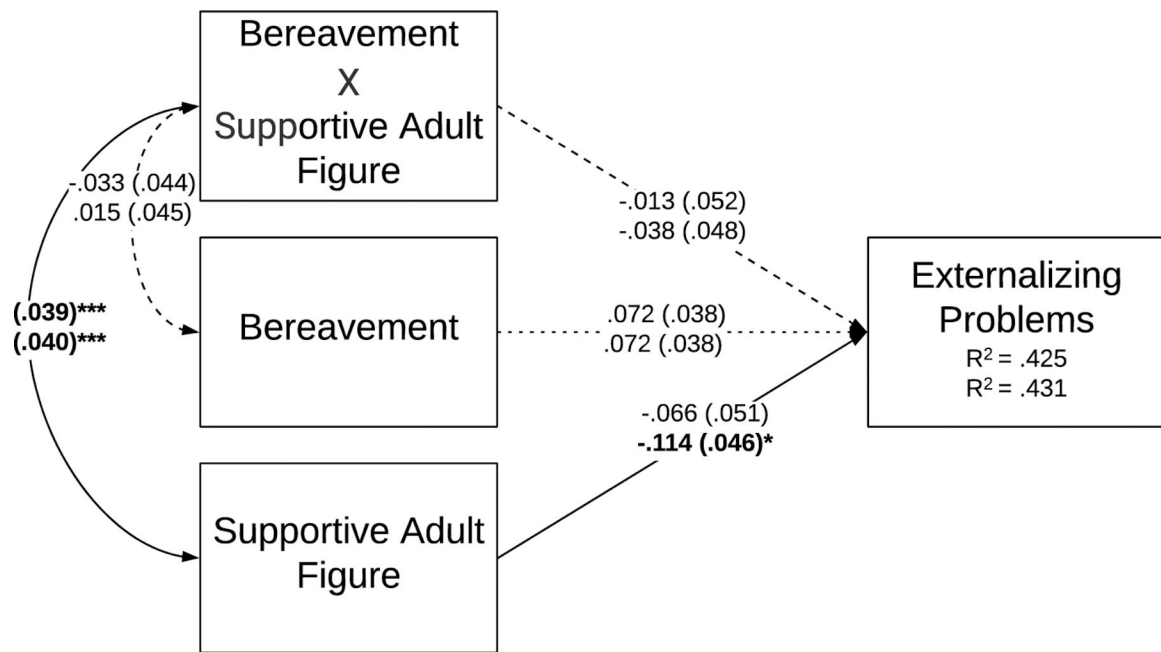 Bereavement
X
Supportive Adult
Figure
-.033 (.044)
.015 (.045)
-.013 (.052)
-.038 (.048)
Externalizing
Problems
R² = .425
R² = .431
(.039)***
(.040)***
Bereavement
.072 (.038)
.072 (.038)
-.066 (.051)
-.114 (.046)*
Supportive Adult
Figure